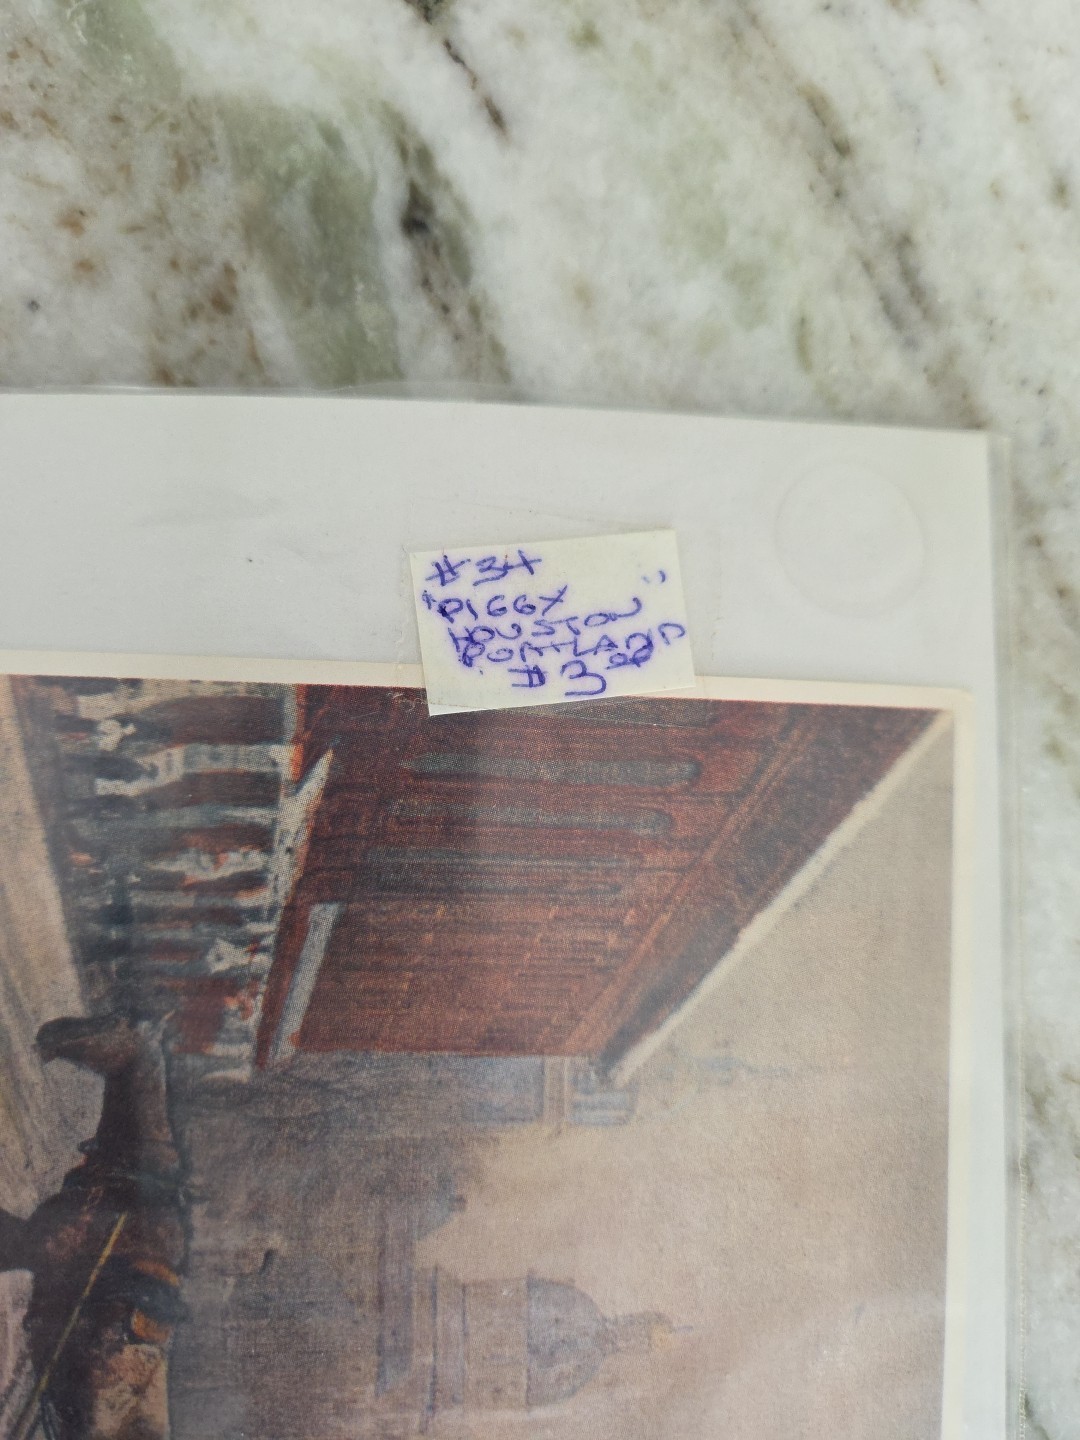 #34
"PIGGY "
HOUSTON
PORTLAND
#3